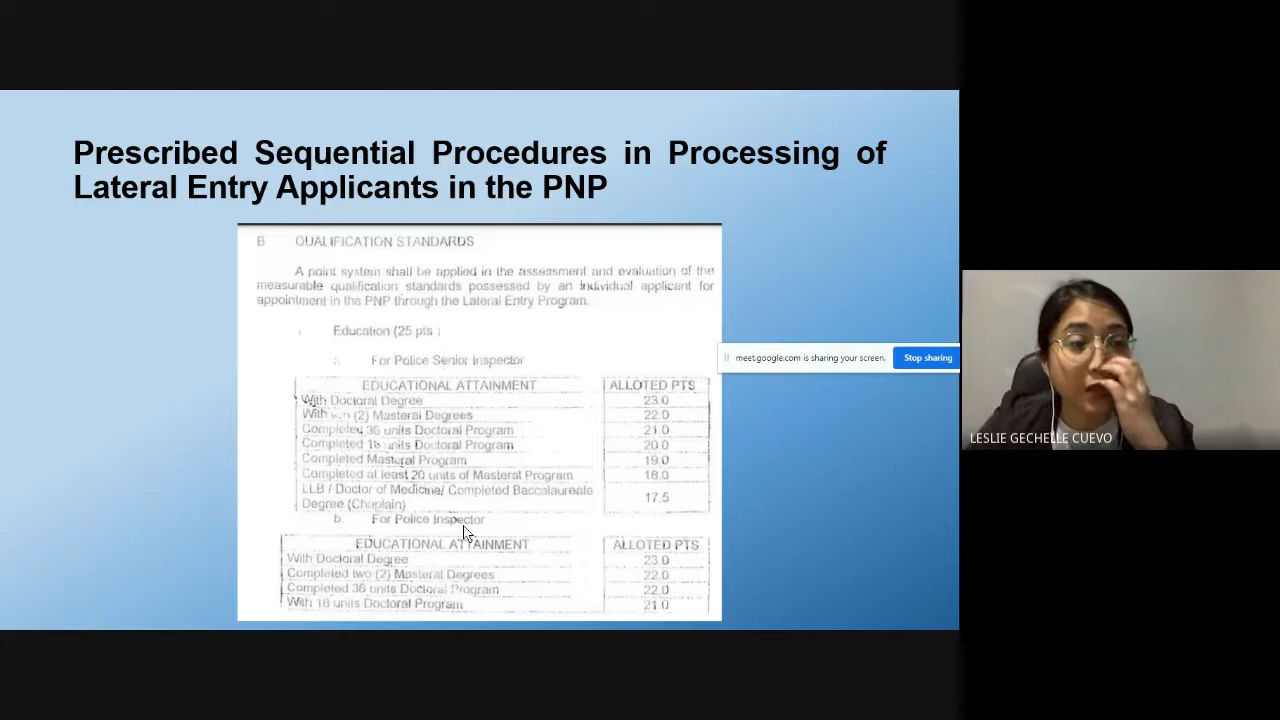 Prescribed Sequential Procedures in Processing of
Lateral Entry Applicants in the PNP
B QUALIFICATION STANDARDS
A point system shall be applied in the assessment and evaluation of the
measurable qualification standards possessed by an individual applicant for
appointment in the PNP through the Lateral Entry Program.
Education (25 pts
For Police Senior Inspector
EDUCATIONAL ATTAINMENT ALLOTED PTS
With Doctoral Degree 23.0
With (2) Masteral Degrees 22.0
Completed 36 units Doctoral Program 21.0
Completed 18 units Doctoral Program 20.0
Completed Masteral Program 19.0
Completed at least 20 units of Masteral Program 18.0
LLB / Doctor of Medicine/ Completed Baccalaureate
Degree (Chaplain) 17.5
b. For Police Inspector
EDUCATIONAL ATTAINMENT ALLOTED PTS
With Doctoral Degree 23.0
Completed two (2) Masteral Degrees 22.0
Completed 36 units Doctoral Program 22.0
With 18 units Doctoral Program 21.0
meet.google.com is sharing your screen. Stop sharing
LESLIE GECHELLE CUEVO